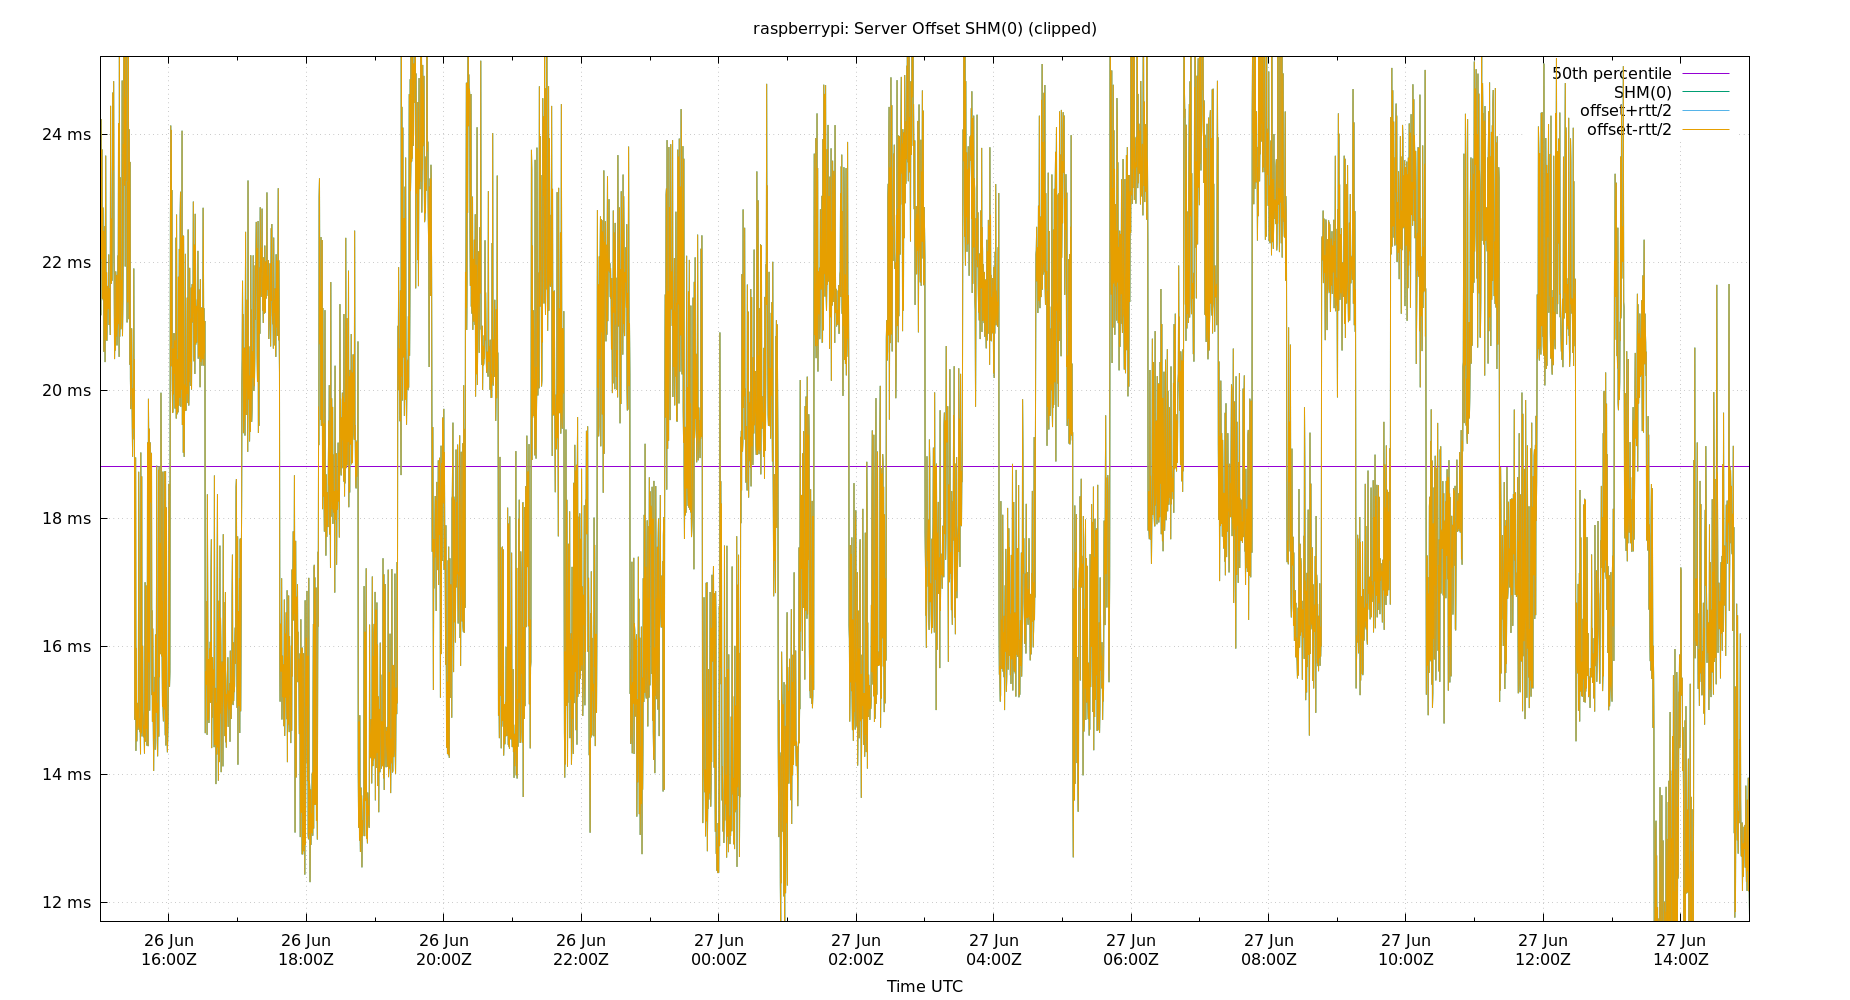 raspberrypi: Server Offset SHM(0) (clipped)
50th percentile
SHM(0)
offset+rtt/2
offset-rtt/2
24 ms
22 ms
20 ms
18 ms
16 ms
14 ms
12 ms
26 Jun 26 Jun 26 Jun 26 Jun 27 Jun 27 Jun 27 Jun 27 Jun 27 Jun 27 Jun 27 Jun 27 Jun
16:00Z 18:00Z 20:00Z 22:00Z 00:00Z 02:00Z 04:00Z 06:00Z 08:00Z 10:00Z 12:00Z 14:00Z
Time UTC